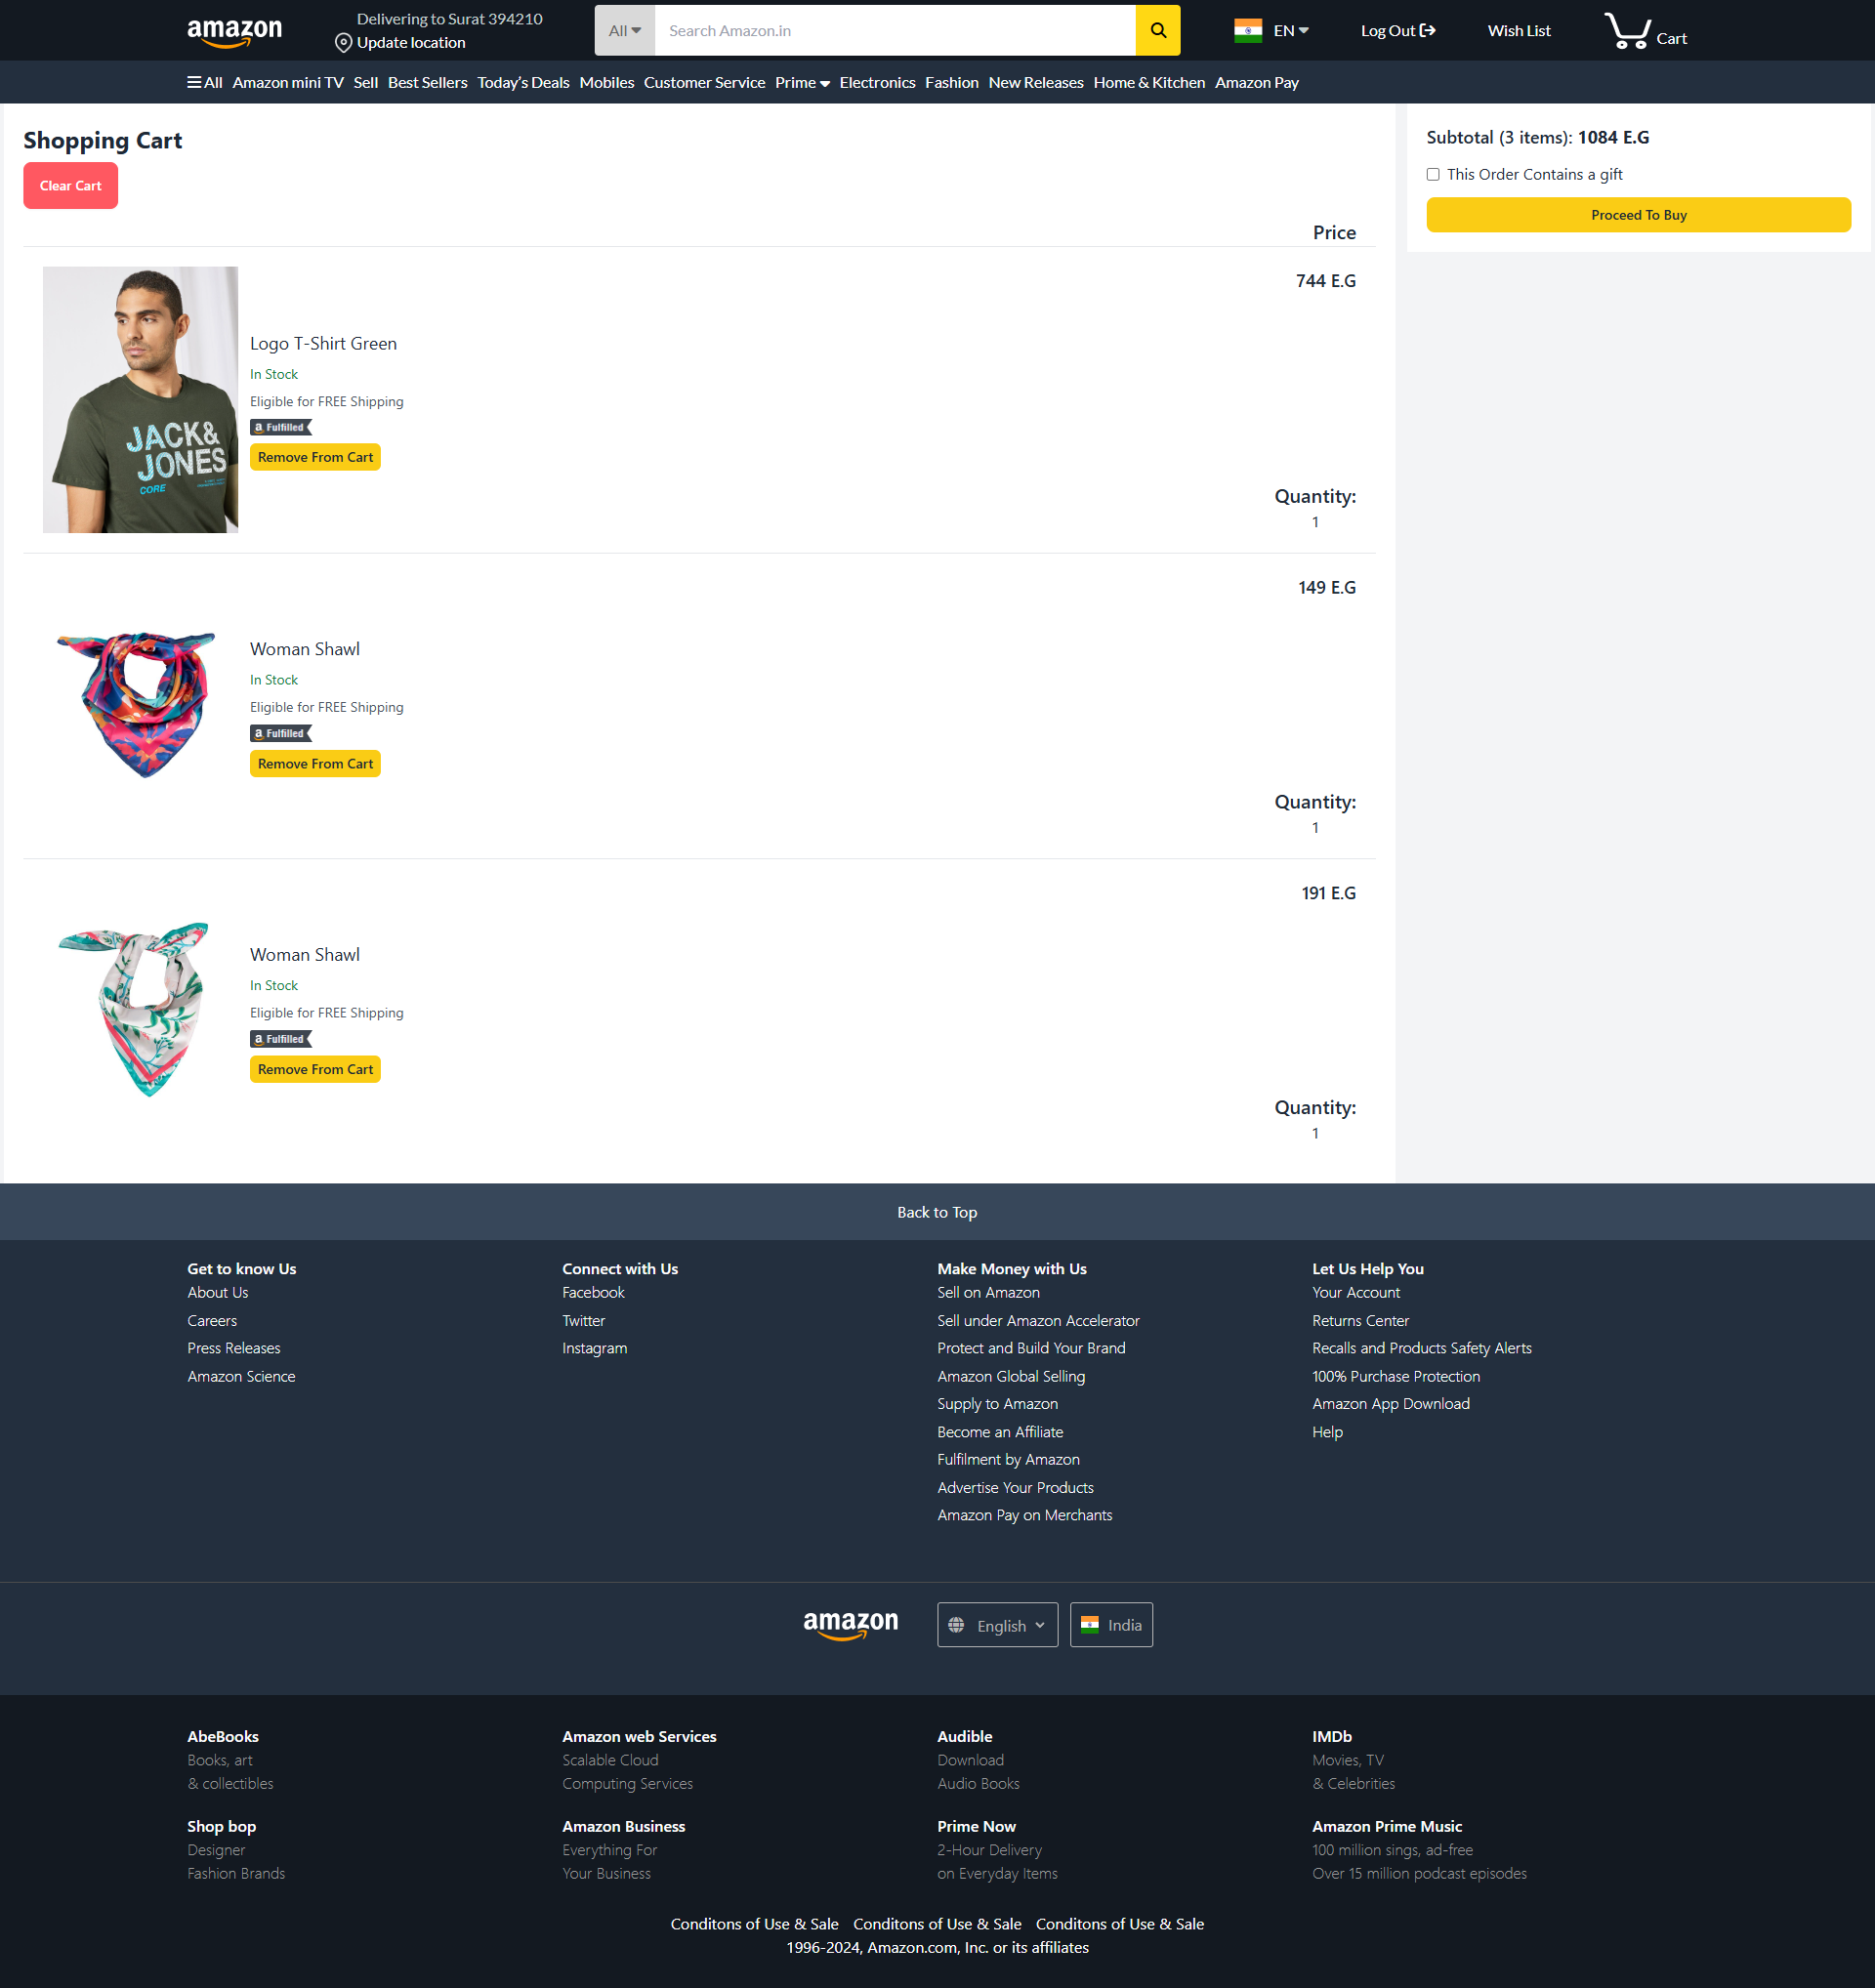 amazon
Delivering to Surat 394210
Update location
All
Search Amazon.in
EN
Log Out
Wish List
Cart
All Amazon mini TV Sell Best Sellers Today's Deals Mobiles Customer Service Prime Electronics Fashion New Releases Home & Kitchen Amazon Pay
Shopping Cart
Clear Cart
Price
Subtotal (3 items): 1084 E.G
This Order Contains a gift
Proceed To Buy
744 E.G
JACK&
JONES
CORE
Logo T-Shirt Green
In Stock
Eligible for FREE Shipping
a Fulfilled
Remove From Cart
Quantity:
1
149 E.G
Woman Shawl
In Stock
Eligible for FREE Shipping
a Fulfilled
Remove From Cart
Quantity:
1
191 E.G
Woman Shawl
In Stock
Eligible for FREE Shipping
a Fulfilled
Remove From Cart
Quantity:
1
Back to Top
Get to know Us
About Us
Careers
Press Releases
Amazon Science
Connect with Us
Facebook
Twitter
Instagram
Make Money with Us
Sell on Amazon
Sell under Amazon Accelerator
Protect and Build Your Brand
Amazon Global Selling
Supply to Amazon
Become an Affiliate
Fulfilment by Amazon
Advertise Your Products
Amazon Pay on Merchants
Let Us Help You
Your Account
Returns Center
Recalls and Products Safety Alerts
100% Purchase Protection
Amazon App Download
Help
amazon
English
India
AbeBooks
Books, art
& collectibles
Amazon web Services
Scalable Cloud
Computing Services
Audible
Download
Audio Books
IMDb
Movies, TV
& Celebrities
Shop bop
Designer
Fashion Brands
Amazon Business
Everything For
Your Business
Prime Now
2-Hour Delivery
on Everyday Items
Amazon Prime Music
100 million sings, ad-free
Over 15 million podcast episodes
Conditons of Use & Sale Conditons of Use & Sale Conditons of Use & Sale
1996-2024, Amazon.com, Inc. or its affiliates